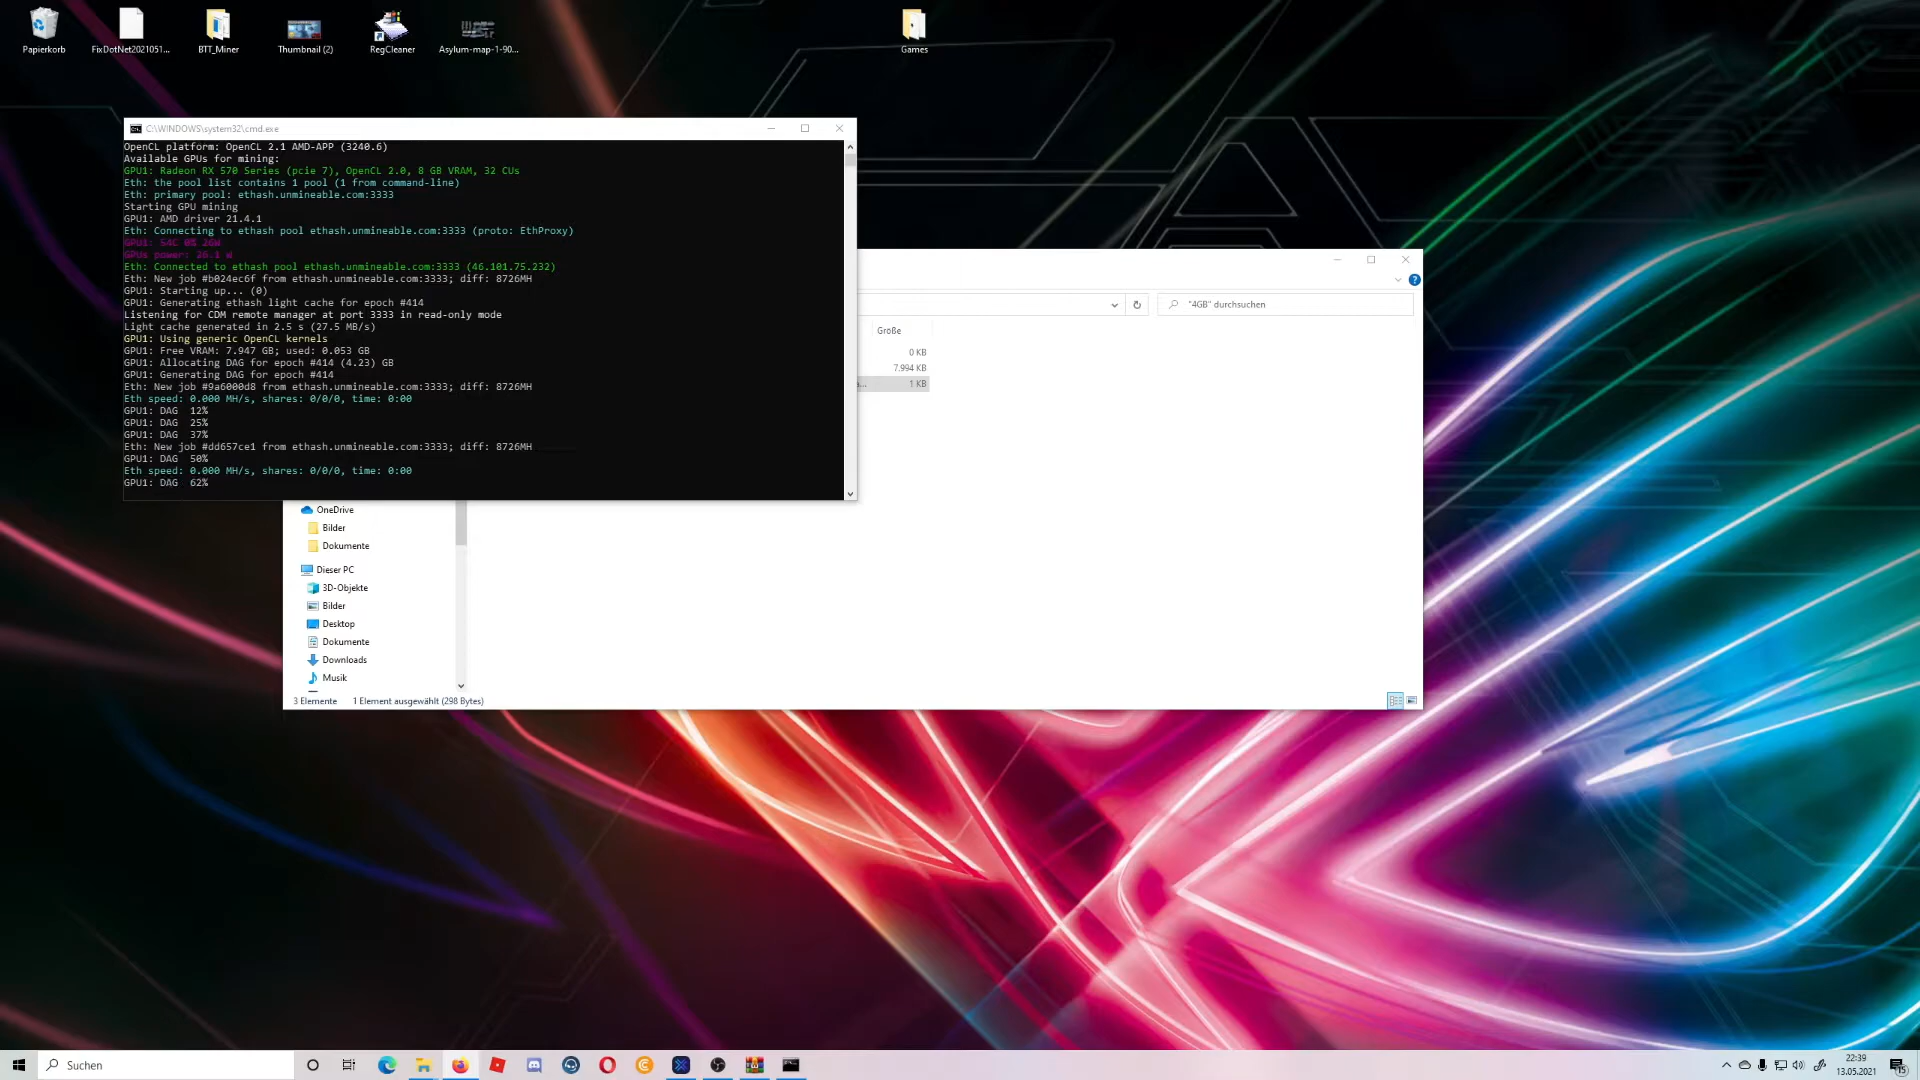 Papierkorb
FixDotNet2021051...
BTT_Miner
Thumbnail (2)
RegCleaner
Asylum-map-1-90...
Games
C:\WINDOWS\system32\cmd.exe
OpenCL platform: OpenCL 2.1 AMD-APP (3240.6)
Available GPUs for mining:
GPU1: Radeon RX 570 Series (pcie 7), OpenCL 2.0, 8 GB VRAM, 32 CUs
Eth: the pool list contains 1 pool (1 from command-line)
Eth: primary pool: ethash.unmineable.com:3333
Starting GPU mining
GPU1: AMD driver 21.4.1
Eth: Connecting to ethash pool ethash.unmineable.com:3333 (proto: EthProxy)
GPU1: 54C 0% 26W
GPUs power: 26.1 W
Eth: Connected to ethash pool ethash.unmineable.com:3333 (46.101.75.232)
Eth: New job #b024ec6f from ethash.unmineable.com:3333; diff: 8726MH
GPU1: Starting up... (0)
GPU1: Generating ethash light cache for epoch #414
Listening for CDM remote manager at port 3333 in read-only mode
Light cache generated in 2.5 s (27.5 MB/s)
GPU1: Using generic OpenCL kernels
GPU1: Free VRAM: 7.947 GB; used: 0.053 GB
GPU1: Allocating DAG for epoch #414 (4.23) GB
GPU1: Generating DAG for epoch #414
Eth: New job #9a6000d8 from ethash.unmineable.com:3333; diff: 8726MH
Eth speed: 0.000 MH/s, shares: 0/0/0, time: 0:00
GPU1: DAG 12%
GPU1: DAG 25%
GPU1: DAG 37%
Eth: New job #dd657ce1 from ethash.unmineable.com:3333; diff: 8726MH
GPU1: DAG 50%
Eth speed: 0.000 MH/s, shares: 0/0/0, time: 0:00
GPU1: DAG 62%
"4GB" durchsuchen
Größe
0 KB
7.994 KB
a... 1 KB
OneDrive
Bilder
Dokumente
Dieser PC
3D-Objekte
Bilder
Desktop
Dokumente
Downloads
Musik
3 Elemente 1 Element ausgewählt (298 Bytes)
Suchen
22:39
13.05.2021
15